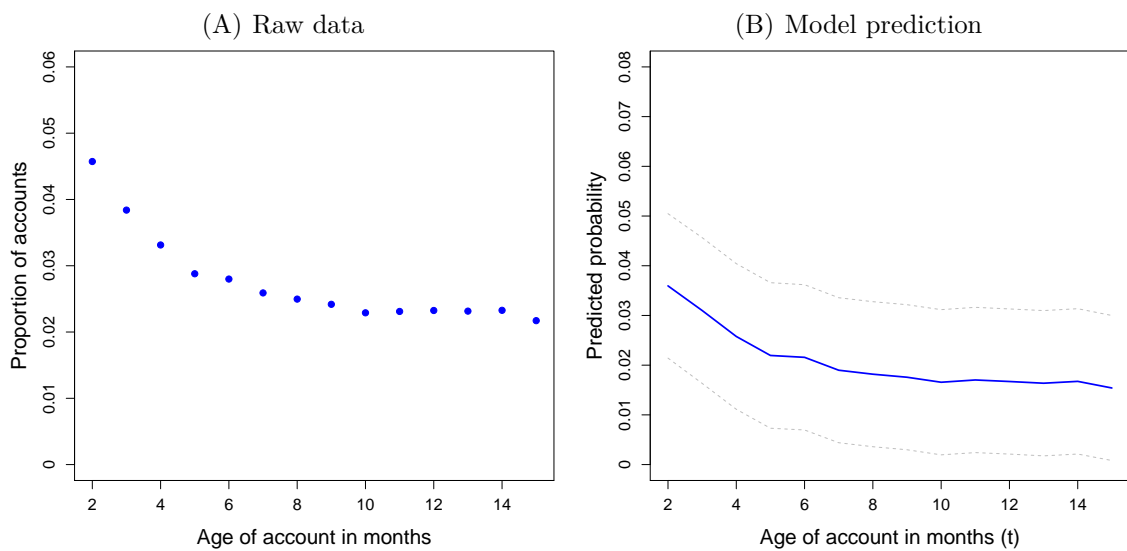 (A) Raw data
Proportion of accounts
0.06
0.05
0.04
0.03
0.02
0.01
0
2 4 6 8 10 12 14
Age of account in months
(B) Model prediction
Predicted probability
0.08
0.07
0.06
0.05
0.04
0.03
0.02
0.01
0
2 4 6 8 10 12 14
Age of account in months (t)